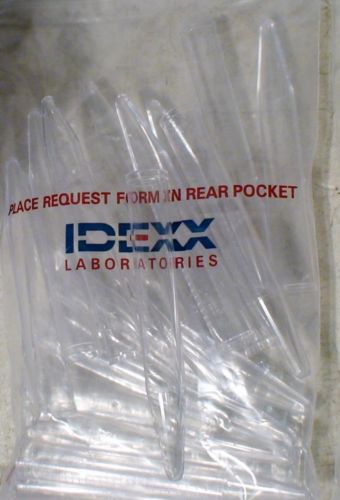 PLACE REQUEST FORM IN REAR POCKET
IDEXX
LABORATORIES